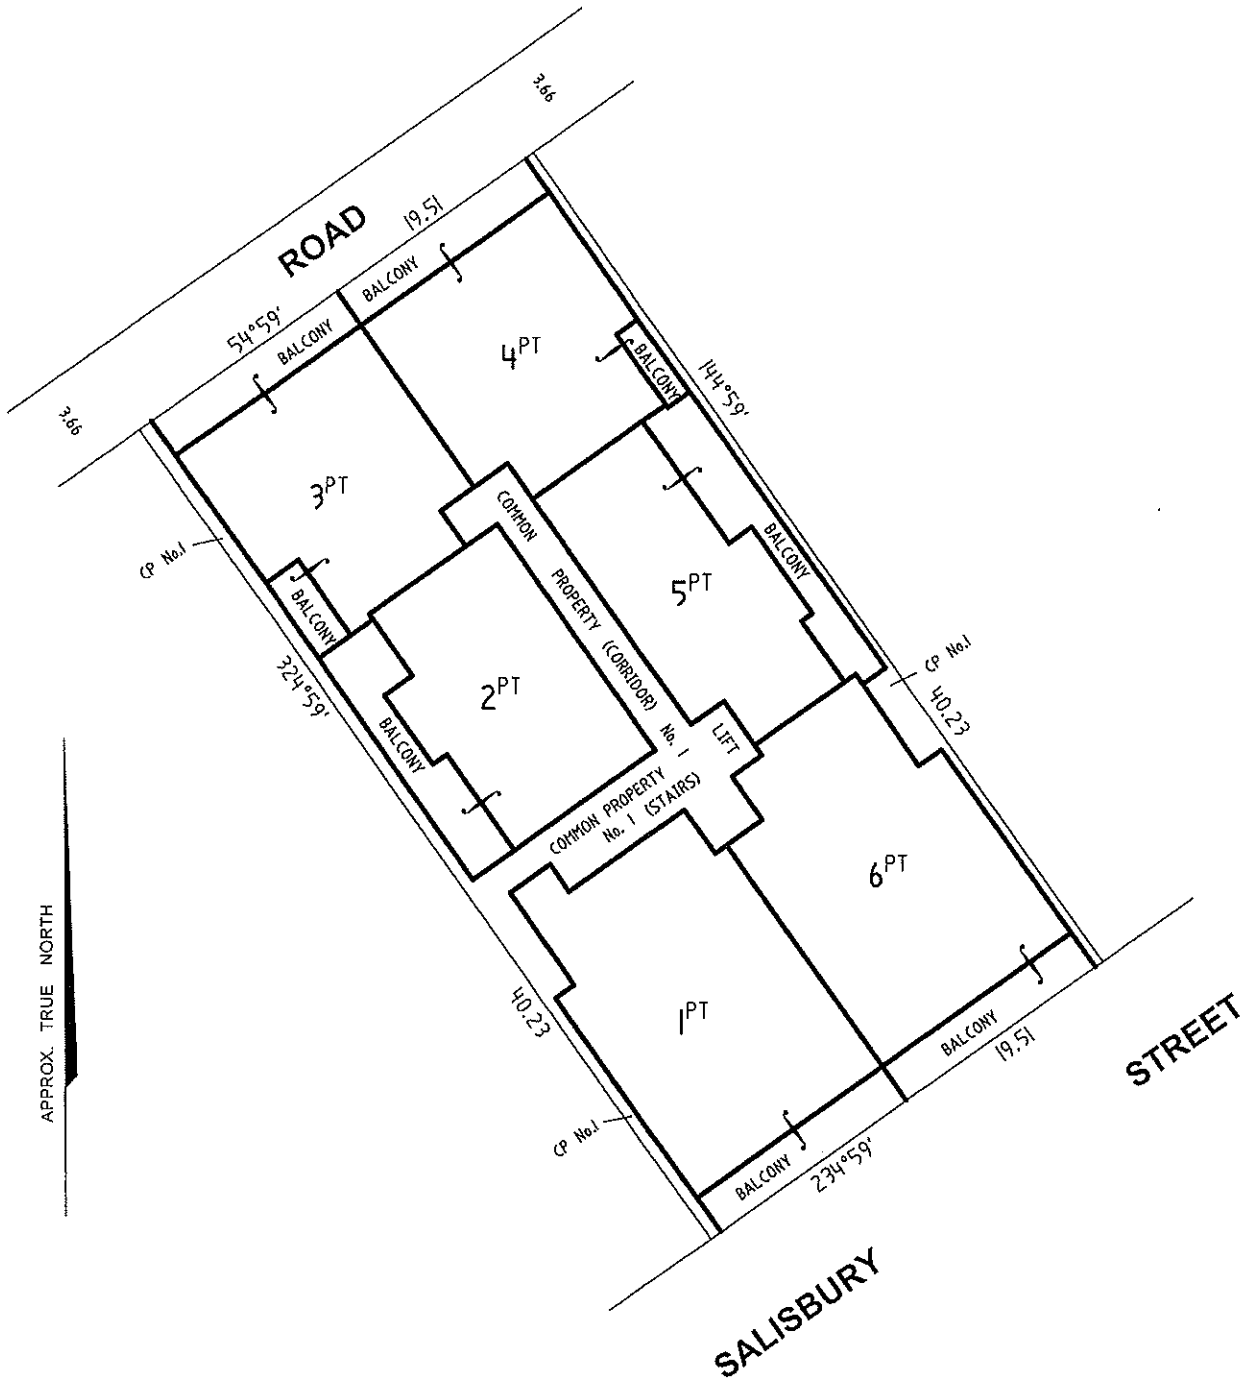 3.66
ROAD
19.51
54°59'
BALCONY
BALCONY
4PT
BALCONY
144°59'
3.66
3PT
CP No.1
BALCONY
COMMON
PROPERTY (CORRIDOR) No. 1
5PT
BALCONY
324°59'
2PT
BALCONY
LIFT
CP No.1
40.23
COMMON PROPERTY
No. 1 (STAIRS)
6PT
APPROX. TRUE NORTH
40.23
1PT
BALCONY
19.51
STREET
CP No.1
BALCONY
234°59'
SALISBURY